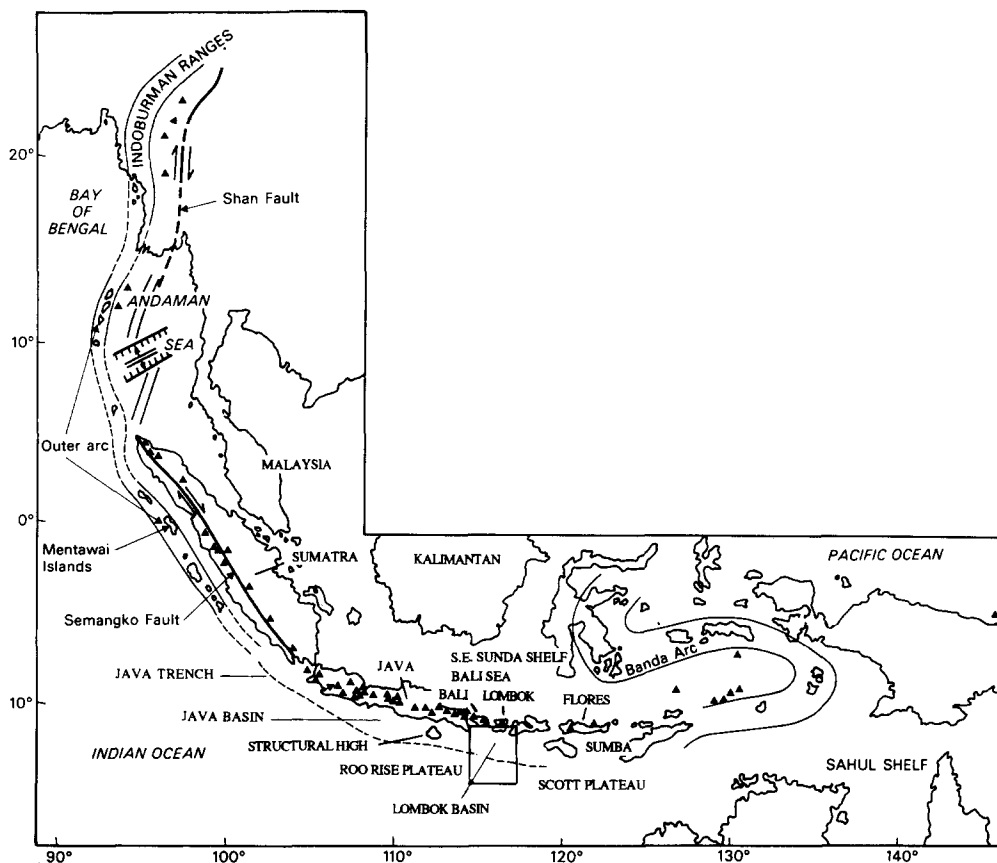 INDOBURMAN RANGES
20°
BAY
OF
BENGAL
Shan Fault
ANDAMAN
SEA
10°
Outer arc
MALAYSIA
0°
Mentawai
Islands
SUMATRA
KALIMANTAN
PACIFIC OCEAN
Semangko Fault
JAVA TRENCH
JAVA
S.E. SUNDA SHELF
BALI SEA
BALI
LOMBOK
FLORES
Banda Arc
10°
JAVA BASIN
STRUCTURAL HIGH
SUMBA
INDIAN OCEAN
ROO RISE PLATEAU
SCOTT PLATEAU
SAHUL SHELF
LOMBOK BASIN
90°
100°
110°
120°
130°
140°